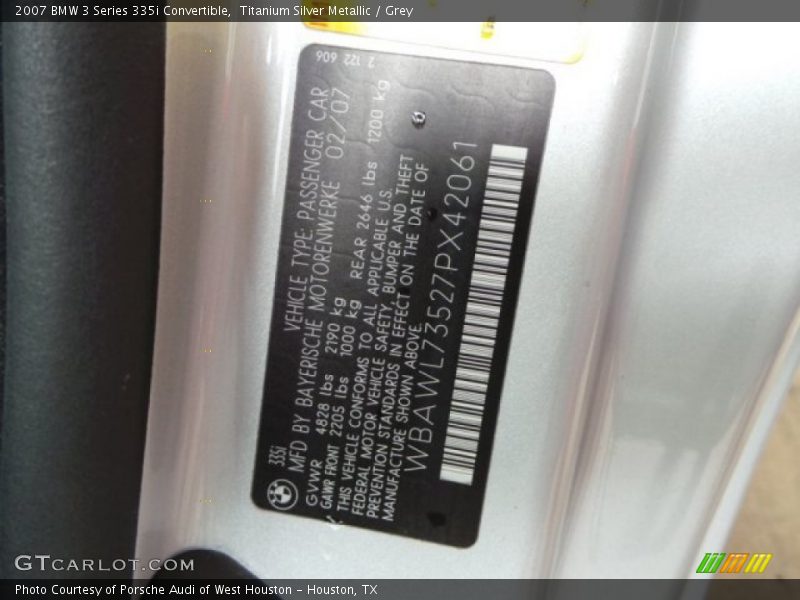 2007 BMW 3 Series 335i Convertible,  Titanium Silver Metallic / Grey
335i
VEHICLE TYPE: PASSENGER CAR
MFD BY BAYERISCHE MOTORENWERKE 02/07
GVWR 4828 lbs 2190 kg
GAWR FRONT 2205 lbs 1000 kg REAR 2646 lbs 1200 kg
THIS VEHICLE CONFORMS TO ALL APPLICABLE U.S.
FEDERAL MOTOR VEHICLE SAFETY, BUMPER AND THEFT
PREVENTION STANDARDS IN EFFECT ON THE DATE OF
MANUFACTURE SHOWN ABOVE
WBAWL73527PX42061
2 122 609
GTCARLOT.COM
Photo Courtesy of Porsche Audi of West Houston - Houston, TX